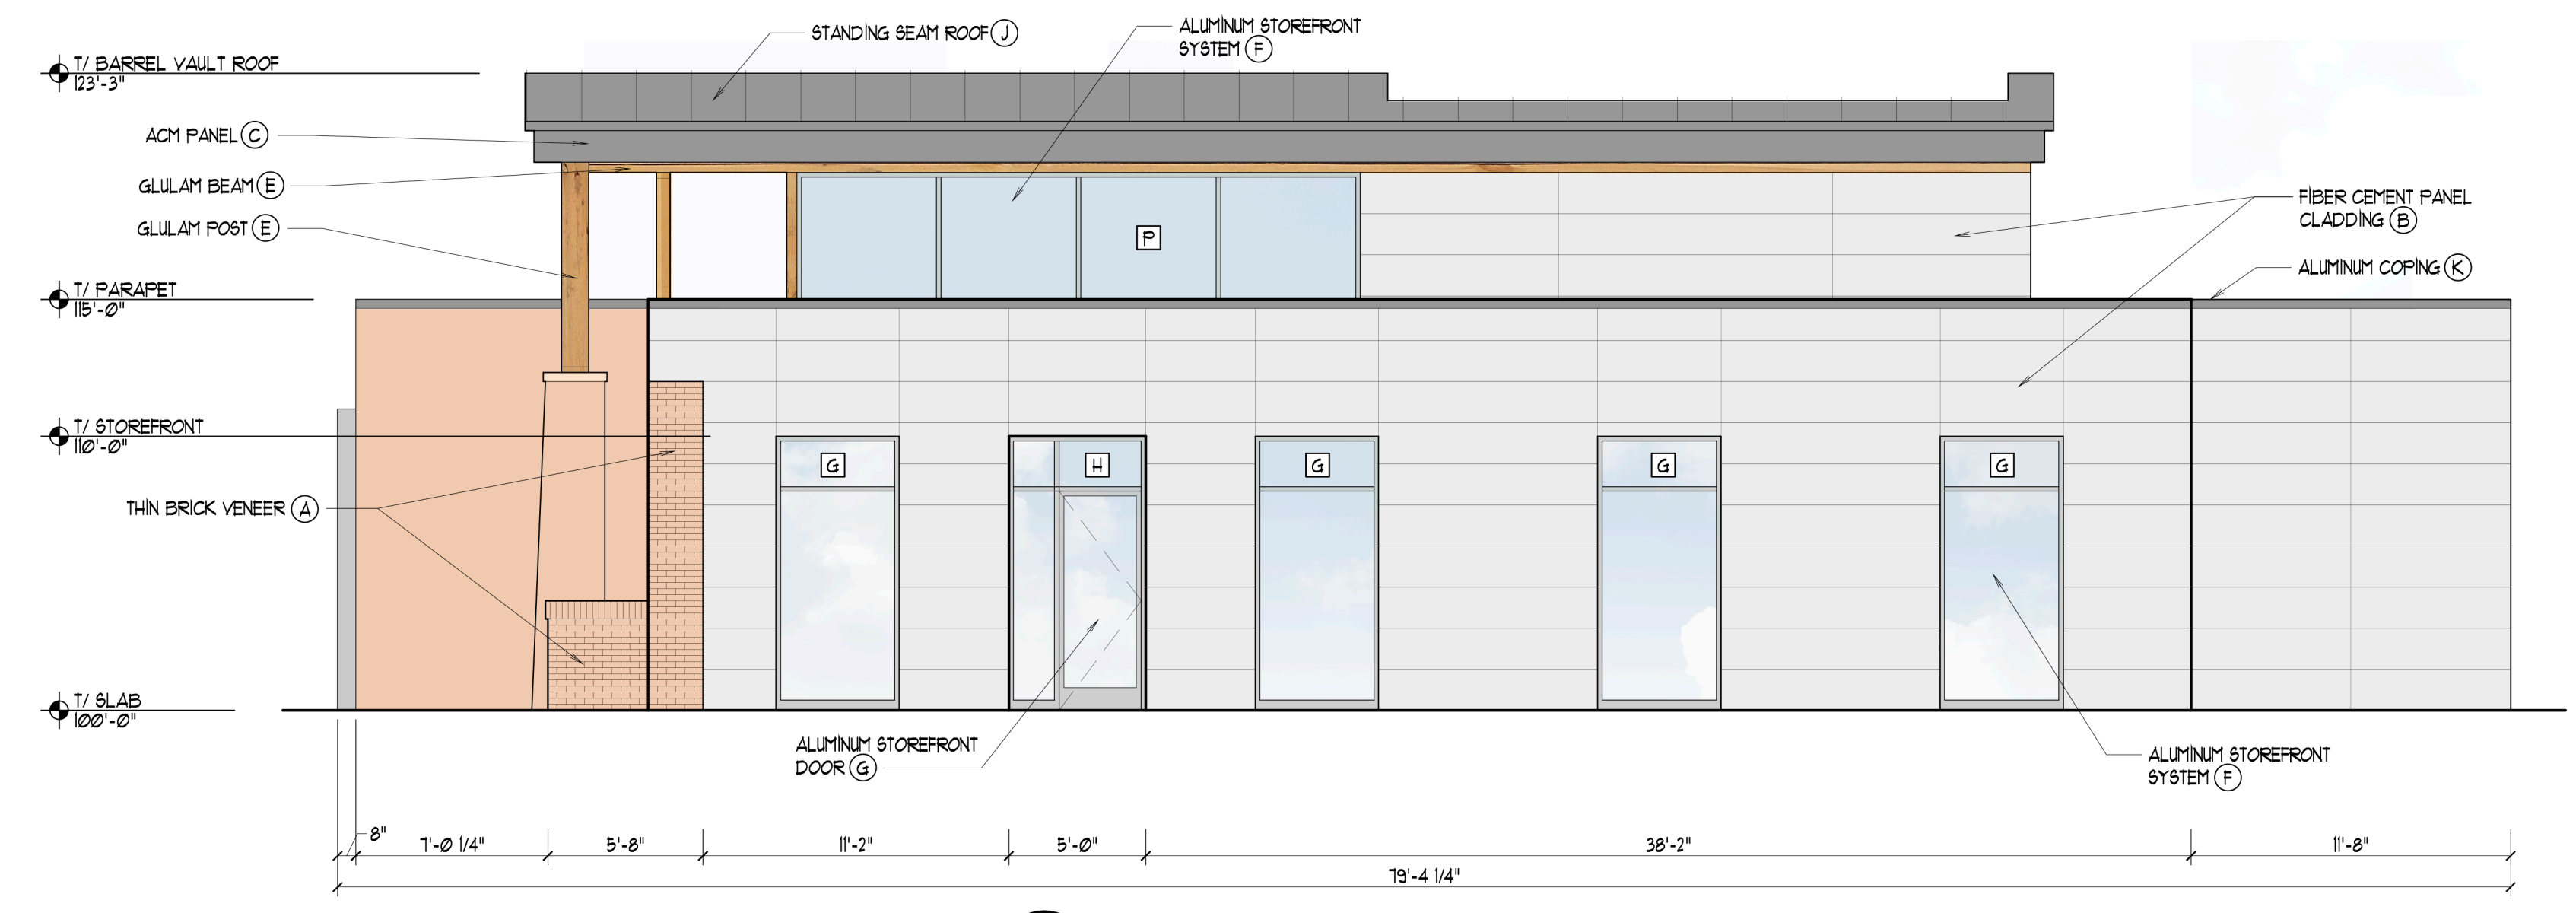 STANDING SEAM ROOF J
ALUMINUM STOREFRONT
SYSTEM F
T/ BARREL VAULT ROOF
123'-3"
ACM PANEL C
GLULAM BEAM E
GLULAM POST E
FIBER CEMENT PANEL
CLADDING B
P
ALUMINUM COPING K
T/ PARAPET
115'-0"
T/ STOREFRONT
110'-0"
G
H
G
G
G
THIN BRICK VENEER A
T/ SLAB
100'-0"
ALUMINUM STOREFRONT
DOOR G
ALUMINUM STOREFRONT
SYSTEM F
8"
7'-0 1/4"
5'-8"
11'-2"
5'-0"
38'-2"
11'-8"
79'-4 1/4"